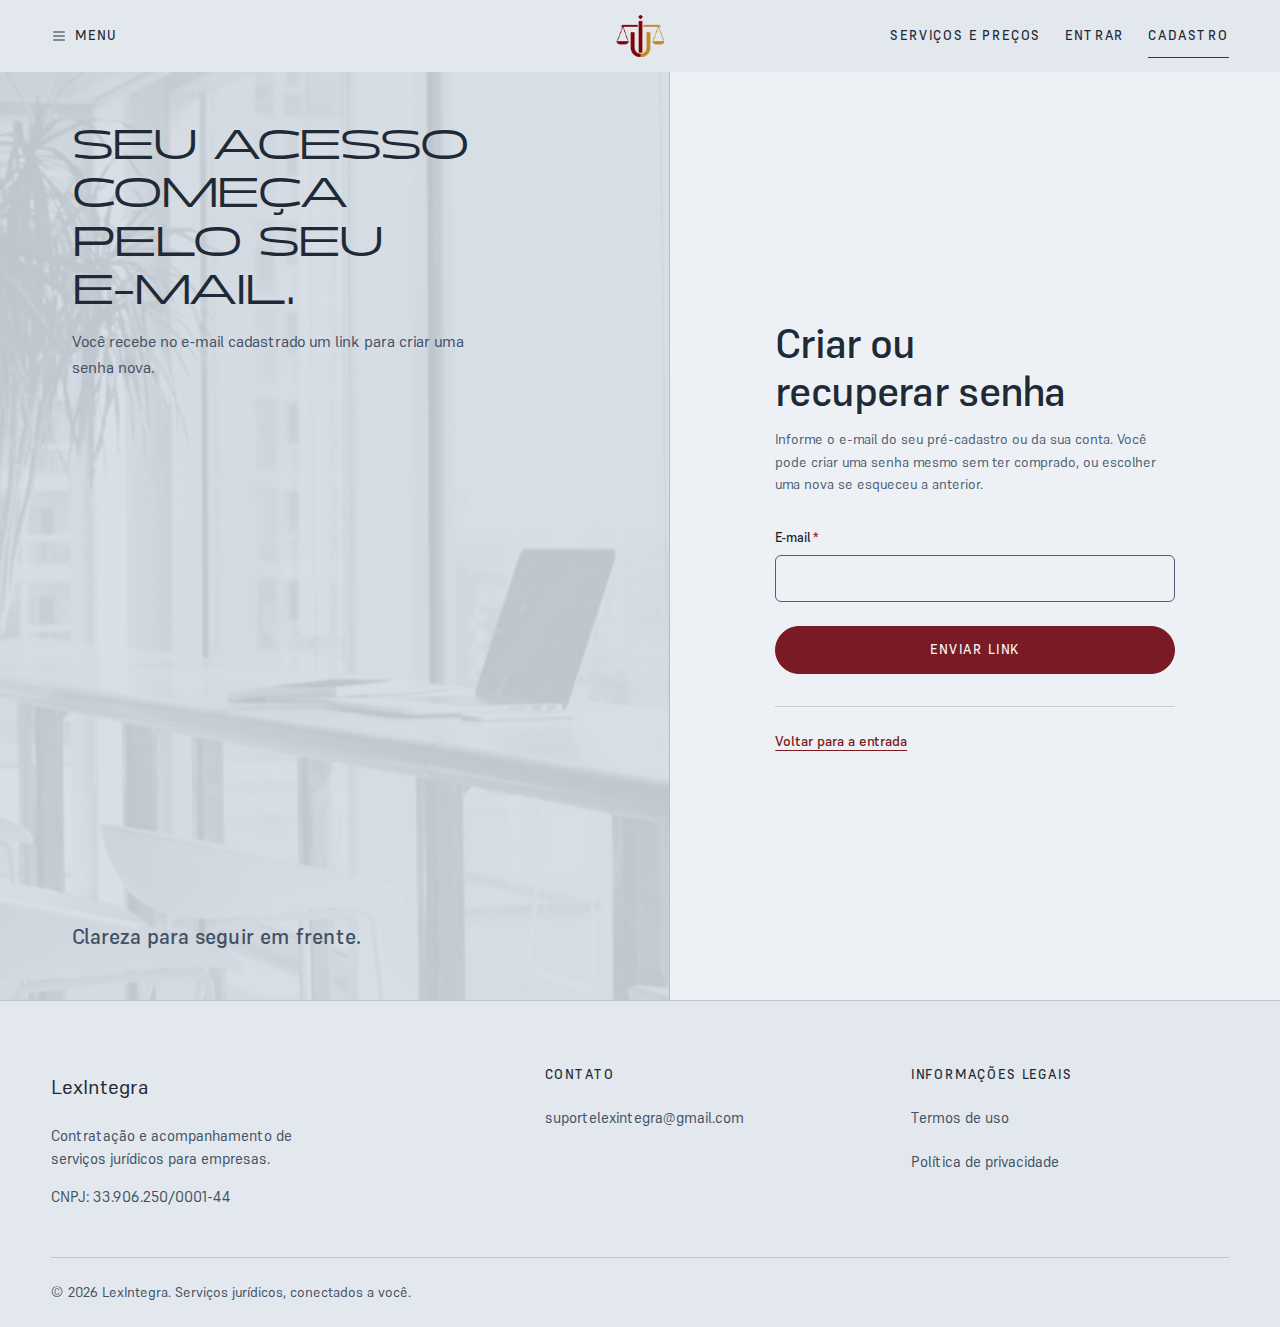 MENU
SERVIÇOS E PREÇOS
ENTRAR
CADASTRO
SEU ACESSO
COMEÇA
PELO SEU
E-MAIL.
Você recebe no e-mail cadastrado um link para criar uma
senha nova.
Clareza para seguir em frente.
Criar ou
recuperar senha
Informe o e-mail do seu pré-cadastro ou da sua conta. Você
pode criar uma senha mesmo sem ter comprado, ou escolher
uma nova se esqueceu a anterior.
E-mail *
ENVIAR LINK
Voltar para a entrada
LexIntegra
Contratação e acompanhamento de
serviços jurídicos para empresas.
CNPJ: 33.906.250/0001-44
CONTATO
suportelexintegra@gmail.com
INFORMAÇÕES LEGAIS
Termos de uso
Política de privacidade
© 2026 LexIntegra. Serviços jurídicos, conectados a você.